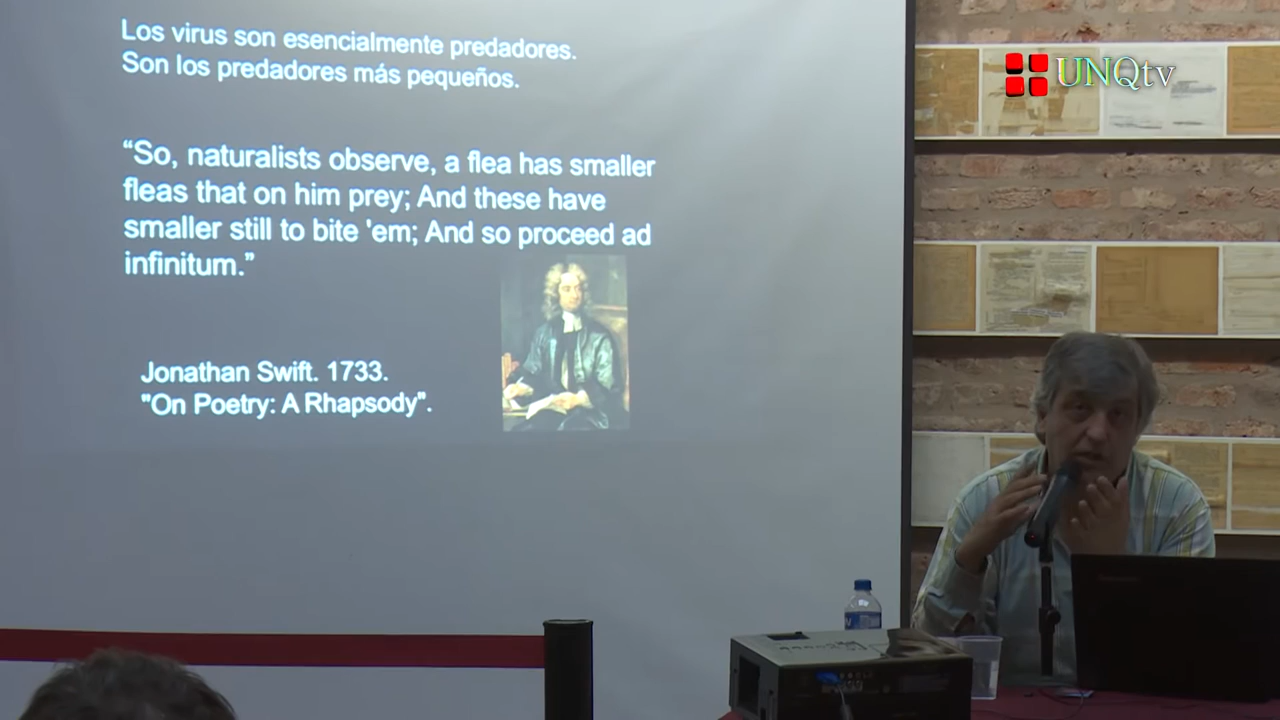 Los virus son esencialmente predadores.
Son los predadores más pequeños.
“So, naturalists observe, a flea has smaller
fleas that on him prey; And these have
smaller still to bite 'em; And so proceed ad
infinitum.”
Jonathan Swift. 1733.
"On Poetry: A Rhapsody".
UNQtv